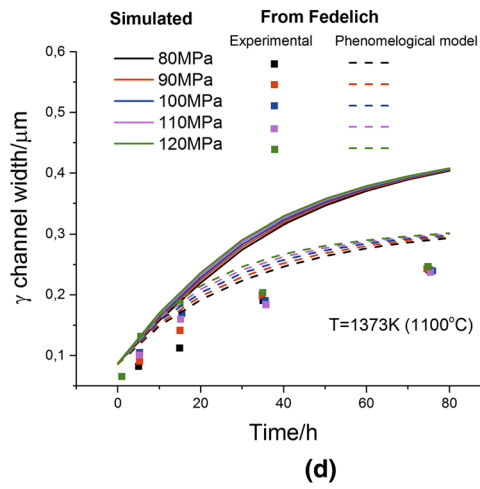 Simulated From Fedelich
Experimental Phenomelogical model
80MPa
90MPa
100MPa
110MPa
120MPa
0,6
0,5
0,4
0,3
0,2
0,1
γ channel width/μm
T=1373K (1100°C)
0 20 40 60 80
Time/h
(d)